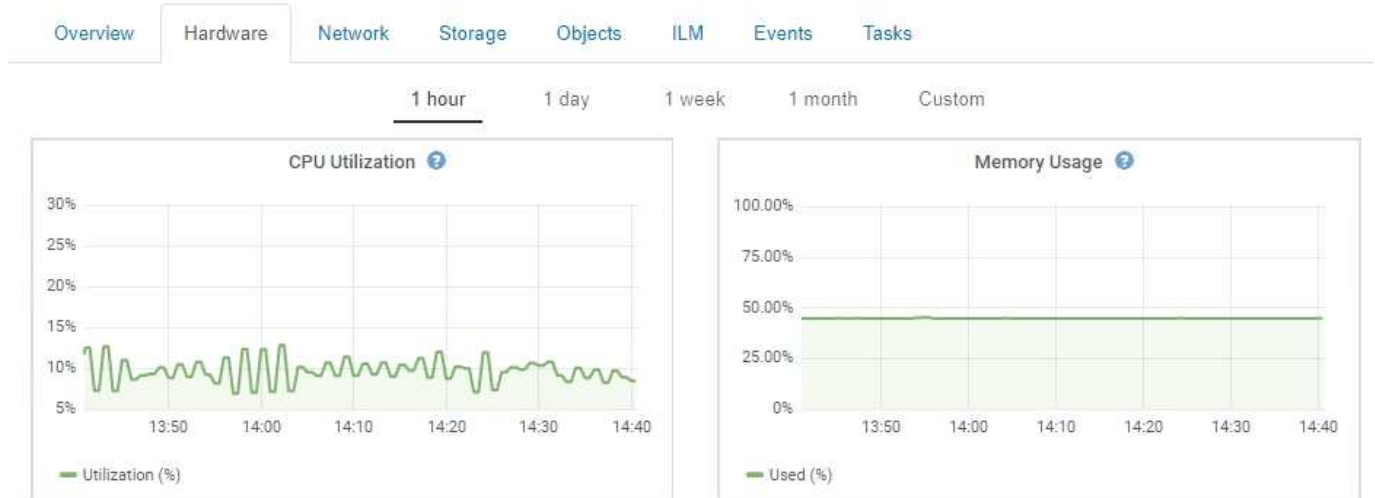 Overview Hardware Network Storage Objects ILM Events Tasks
1 hour 1 day 1 week 1 month Custom
CPU Utilization ?
30%
25%
20%
15%
10%
5%
13:50 14:00 14:10 14:20 14:30 14:40
Utilization (%)
Memory Usage ?
100.00%
75.00%
50.00%
25.00%
0%
13:50 14:00 14:10 14:20 14:30 14:40
Used (%)